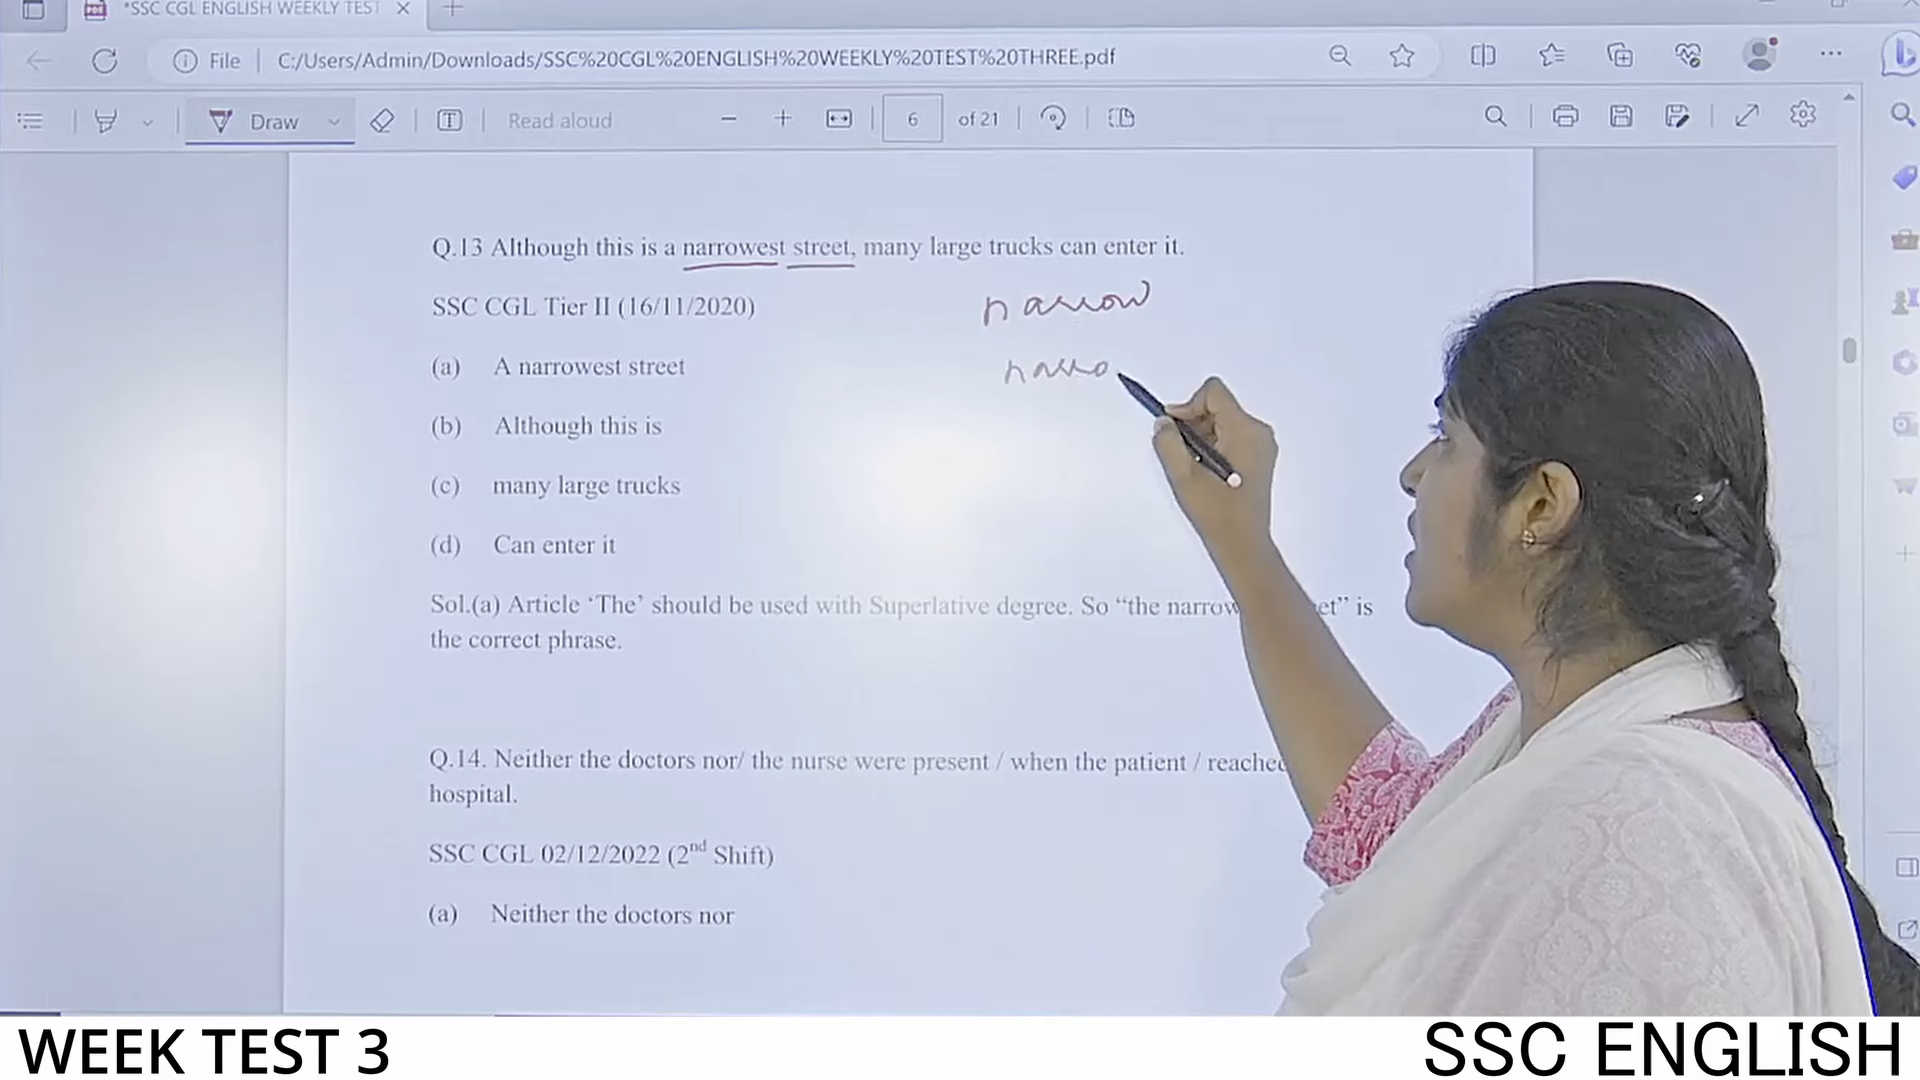 *SSC CGL ENGLISH WEEKLY TEST
File C:/Users/Admin/Downloads/SSC%20CGL%20ENGLISH%20WEEKLY%20TEST%20THREE.pdf
Draw Read aloud 6 of 21
Q.13 Although this is a narrowest street, many large trucks can enter it.
SSC CGL Tier II (16/11/2020)
narrow
(a) A narrowest street
narro
(b) Although this is
(c) many large trucks
(d) Can enter it
Sol.(a) Article ‘The’ should be used with Superlative degree. So “the narrow et” is
the correct phrase.
Q.14. Neither the doctors nor/ the nurse were present / when the patient / reached
hospital.
SSC CGL 02/12/2022 (2nd Shift)
(a) Neither the doctors nor
WEEK TEST 3
SSC ENGLISH